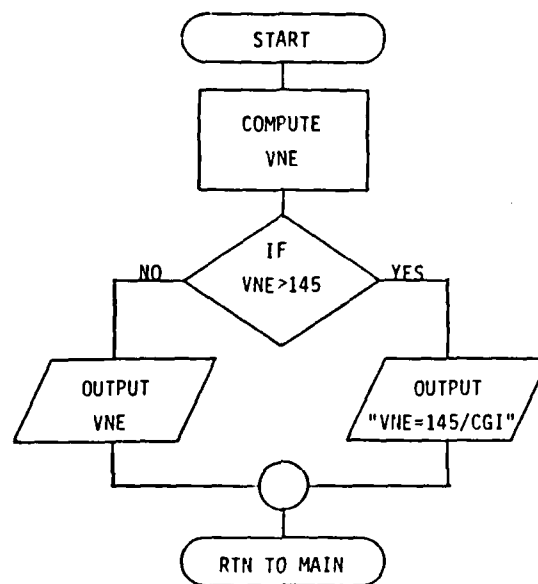 START
COMPUTE
VNE
IF
VNE>145
NO
YES
OUTPUT
VNE
OUTPUT
"VNE=145/CGI"
RTN TO MAIN